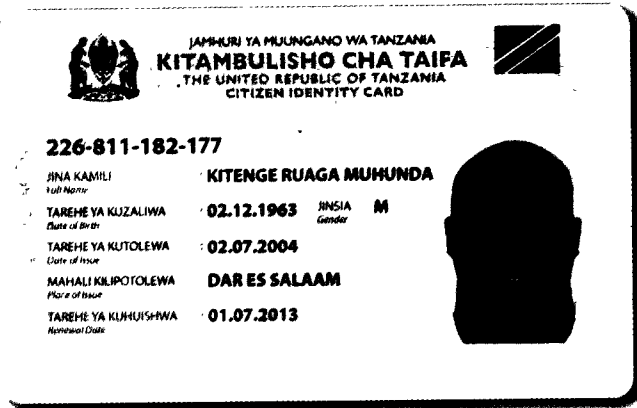 JAMHURI YA MUUNGANO WA TANZANIA
KITAMBULISHO CHA TAIFA
THE UNITED REPUBLIC OF TANZANIA
CITIZEN IDENTITY CARD
226-811-182-177
JINA KAMILI : KITENGE RUAGA MUHUNDA
Full Name
TAREHE YA KUZALIWA : 02.12.1963 JINSIA M
Date of Birth Gender
TAREHE YA KUTOLEWA : 02.07.2004
Date of Issue
MAHALI KILIPOTOLEWA DAR ES SALAAM
Place of Issue
TAREHE YA KUHUISHWA : 01.07.2013
Renewal Date